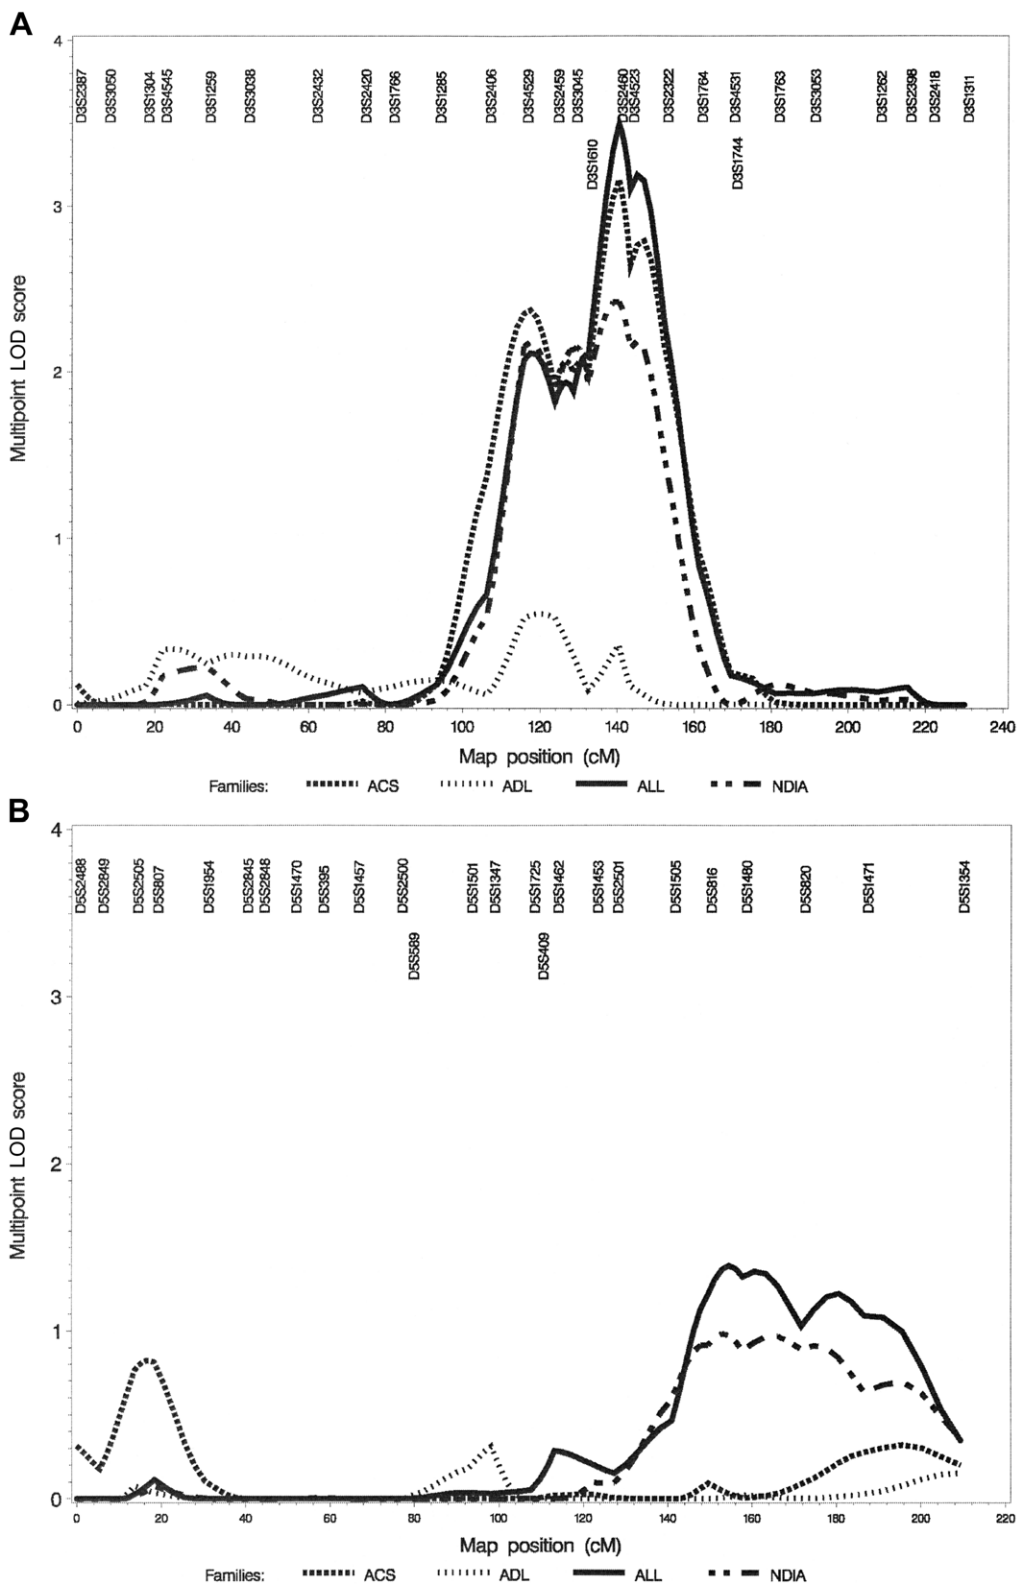 A
4
3
2
1
0
Multipoint LOD score
D3S2387 D3S3050 D3S1304 D3S4545 D3S1259 D3S3038 D3S2432 D3S2420 D3S1766 D3S1285 D3S2406 D3S4529 D3S2459 D3S3045 D3S2460 D3S4523 D3S2322 D3S1764 D3S4531 D3S1763 D3S3053 D3S1262 D3S2398 D3S2418 D3S1311
D3S1610 D3S1744
0 20 40 60 80 100 120 140 160 180 200 220 240
Map position (cM)
Families: ACS ADL ALL NDIA
B
4
3
2
1
0
Multipoint LOD score
D5S2488 D5S2849 D5S2505 D5S807 D5S1954 D5S2845 D5S2848 D5S1470 D5S395 D5S1457 D5S2500 D5S1501 D5S1347 D5S1725 D5S1462 D5S1453 D5S2501 D5S1505 D5S816 D5S1480 D5S820 D5S1471 D5S1354
D5S589 D5S409
0 20 40 60 80 100 120 140 160 180 200 220
Map position (cM)
Families: ACS ADL ALL NDIA